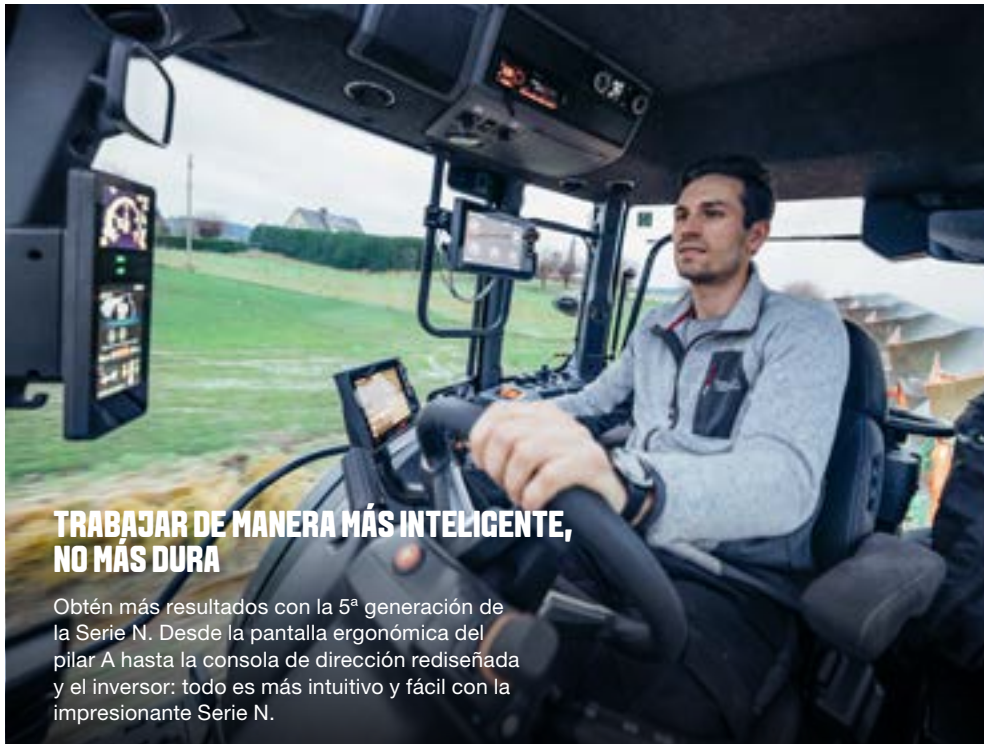 TRABAJAR DE MANERA MÁS INTELIGENTE,
NO MÁS DURA
Obtén más resultados con la 5ª generación de
la Serie N. Desde la pantalla ergonómica del
pilar A hasta la consola de dirección rediseñada
y el inversor: todo es más intuitivo y fácil con la
impresionante Serie N.